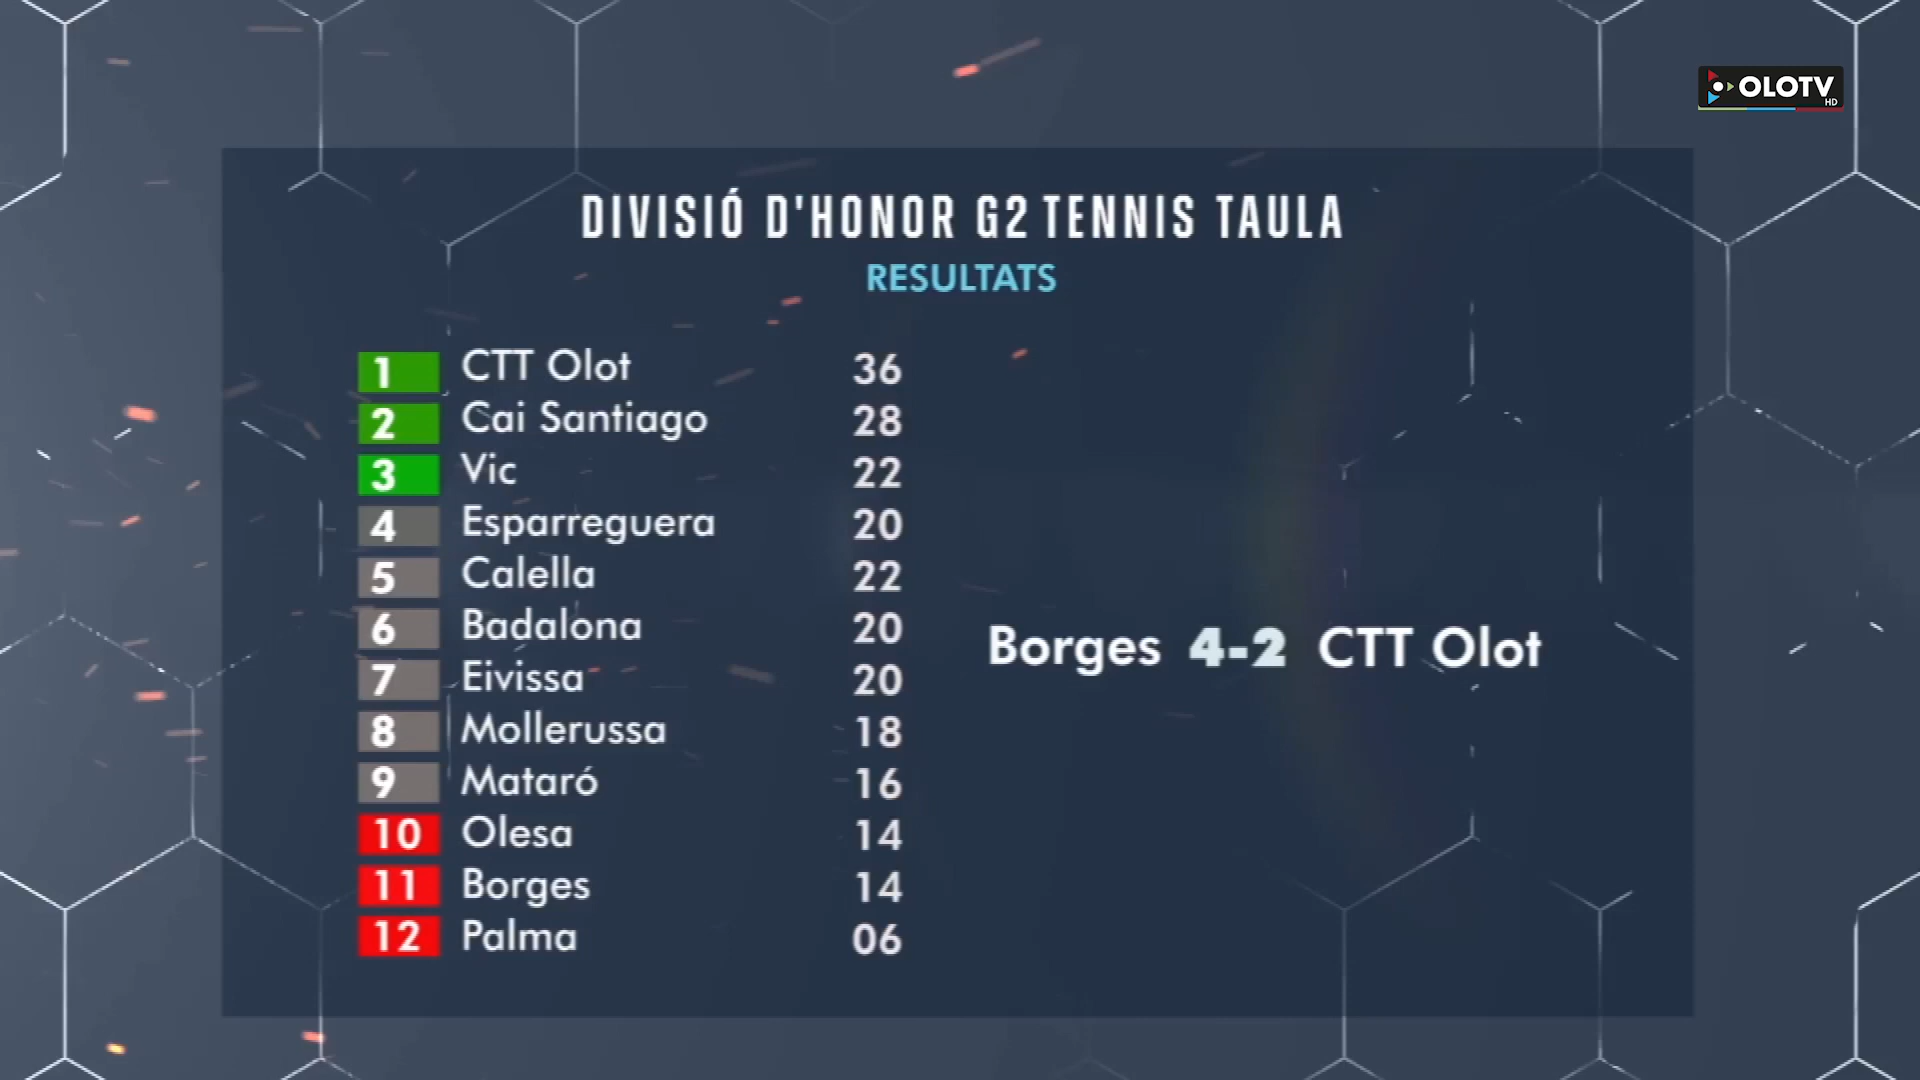 OLOTV
HD
DIVISIÓ D'HONOR G2 TENNIS TAULA
RESULTATS
1 CTT Olot 36
2 Cai Santiago 28
3 Vic 22
4 Esparreguera 20
5 Calella 22
6 Badalona 20
7 Eivissa 20
8 Mollerussa 18
9 Mataró 16
10 Olesa 14
11 Borges 14
12 Palma 06
Borges 4-2 CTT Olot